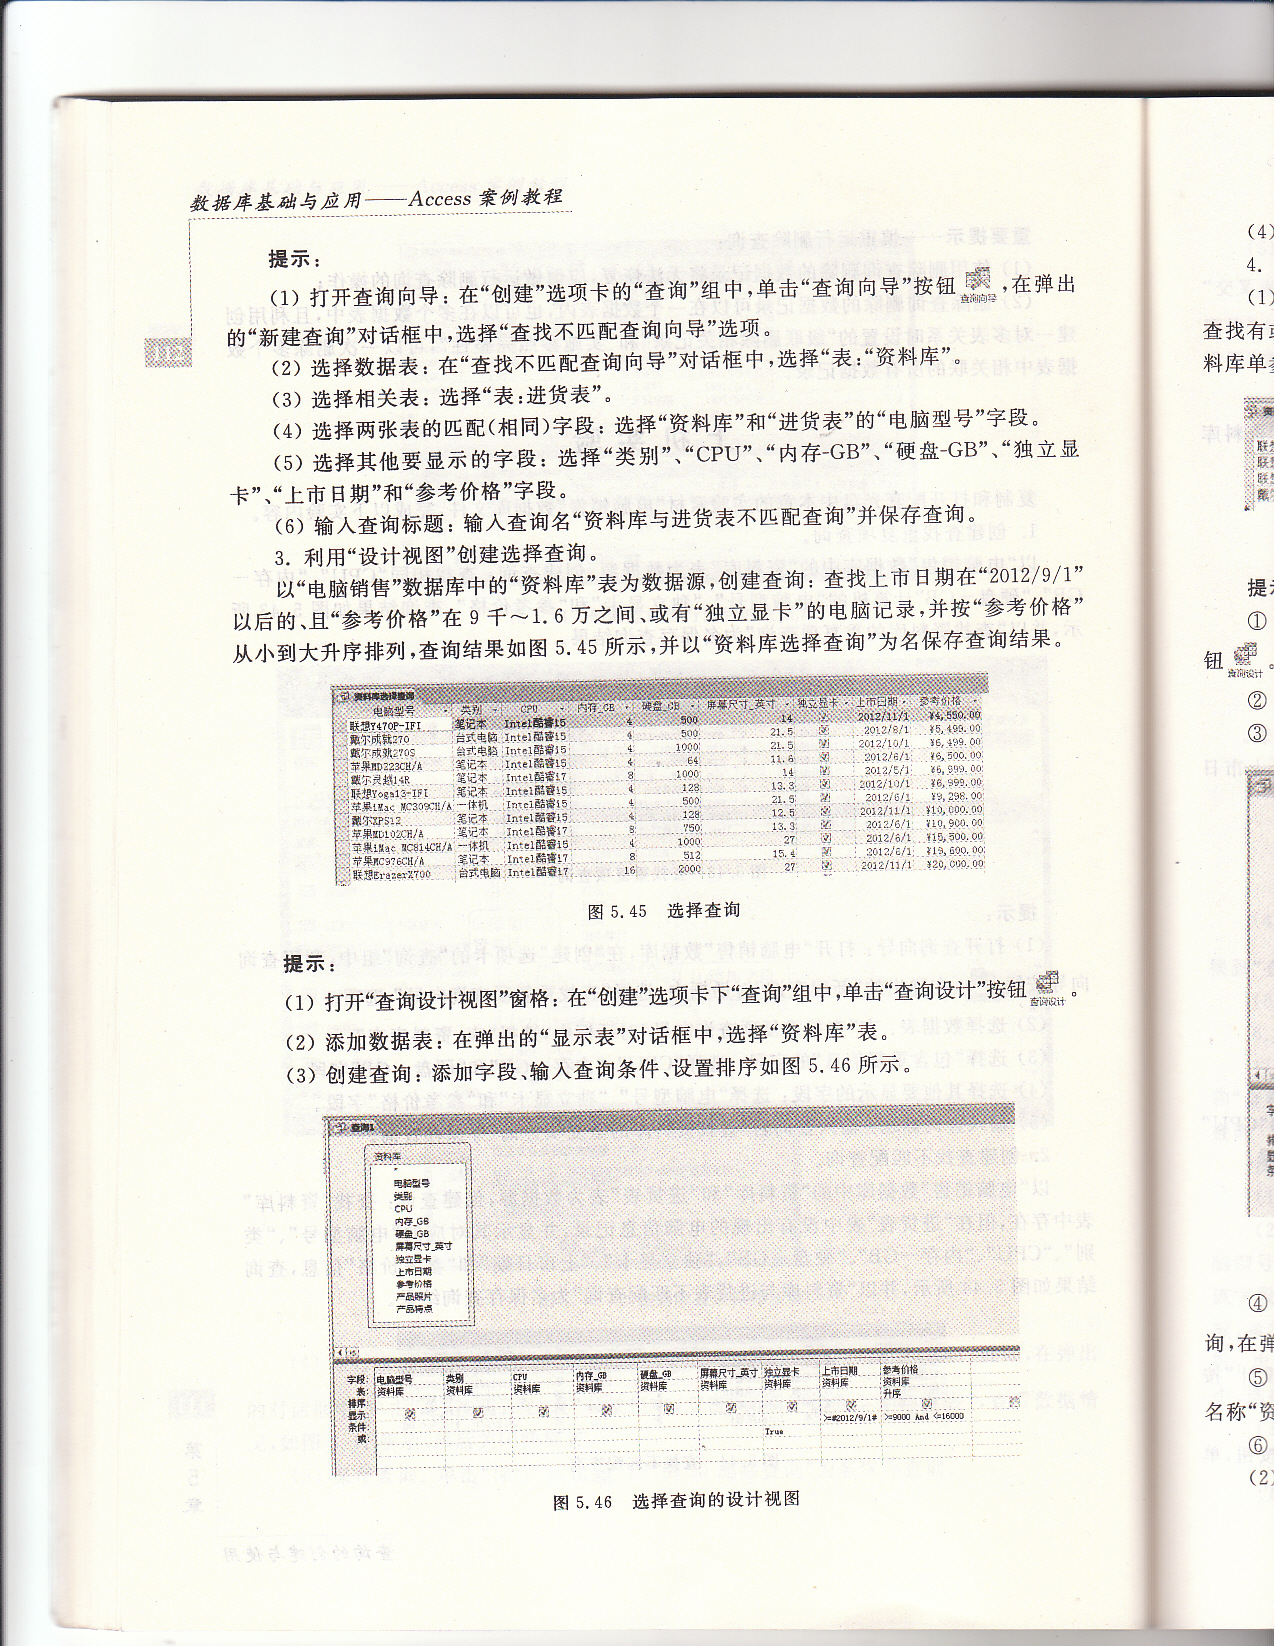 数据库基础与应用——Access 案例教程
112
提示：
(1) 打开查询向导：在“创建”选项卡的“查询”组中，单击“查询向导”按钮 查询向导 ，在弹出
的“新建查询”对话框中，选择“查找不匹配查询向导”选项。
(2) 选择数据表：在“查找不匹配查询向导”对话框中，选择“表：“资料库”。
(3) 选择相关表：选择“表：进货表”。
(4) 选择两张表的匹配(相同)字段：选择“资料库”和“进货表”的“电脑型号”字段。
(5) 选择其他要显示的字段：选择“类别”、“CPU”、“内存-GB”、“硬盘-GB”、“独立显
卡”、“上市日期”和“参考价格”字段。
(6) 输入查询标题：输入查询名“资料库与进货表不匹配查询”并保存查询。
3. 利用“设计视图”创建选择查询。
以“电脑销售”数据库中的“资料库”表为数据源，创建查询：查找上市日期在“2012/9/1”
以后的、且“参考价格”在 9 千～1.6 万之间、或有“独立显卡”的电脑记录，并按“参考价格”
从小到大升序排列，查询结果如图 5.45 所示，并以“资料库选择查询”为名保存查询结果。
资料库选择查询
电脑型号 类别 CPU 内存_GB 硬盘_GB 屏幕尺寸_英寸 独立显卡 上市日期 参考价格
联想Y470P-IFI 笔记本 Intel酷睿i5 4 500 14 2012/11/1 ¥4,550.00
戴尔成就270 台式电脑 Intel酷睿i5 4 500 21.5 2012/8/1 ¥5,499.00
戴尔成就270S 台式电脑 Intel酷睿i5 4 1000 21.5 2012/10/1 ¥6,499.00
苹果MD223CH/A 笔记本 Intel酷睿i5 4 64 11.6 2012/6/1 ¥6,500.00
戴尔灵越14R 笔记本 Intel酷睿i7 8 1000 14 2012/5/1 ¥6,999.00
联想Yoga13-IFI 笔记本 Intel酷睿i5 4 128 13.3 2012/10/1 ¥6,999.00
苹果iMac MC309CH/A 一体机 Intel酷睿i5 4 500 21.5 2012/6/1 ¥9,298.00
戴尔XPS12 笔记本 Intel酷睿i5 4 128 12.5 2012/11/1 ¥10,000.00
苹果MD102CH/A 笔记本 Intel酷睿i7 8 750 13.3 2012/6/1 ¥10,900.00
苹果iMac MC814CH/A 一体机 Intel酷睿i5 4 1000 27 2012/6/1 ¥15,500.00
苹果MC976CH/A 笔记本 Intel酷睿i7 8 512 15.4 2012/6/1 ¥19,600.00
联想ErazerX700 台式电脑 Intel酷睿i7 16 2000 27 2012/11/1 ¥20,000.00
图 5.45 选择查询
提示：
(1) 打开“查询设计视图”窗格：在“创建”选项卡下“查询”组中，单击“查询设计”按钮 查询设计 。
(2) 添加数据表：在弹出的“显示表”对话框中，选择“资料库”表。
(3) 创建查询：添加字段、输入查询条件、设置排序如图 5.46 所示。
查询1
资料库
*
电脑型号
类别
CPU
内存_GB
硬盘_GB
屏幕尺寸_英寸
独立显卡
上市日期
参考价格
产品照片
产品特点
字段: 电脑型号 类别 CPU 内存_GB 硬盘_GB 屏幕尺寸_英寸 独立显卡 上市日期 参考价格
表: 资料库 资料库 资料库 资料库 资料库 资料库 资料库 资料库 资料库
排序: 升序
显示:
条件: >=#2012/9/1# >=9000 And <=16000
或: True
图 5.46 选择查询的设计视图
(4)
4.
(1)
查找有或
料库单
提示
①
钮 查询设计 。
②
③
④
询，在弹
⑤
名称“资
⑥
(2)